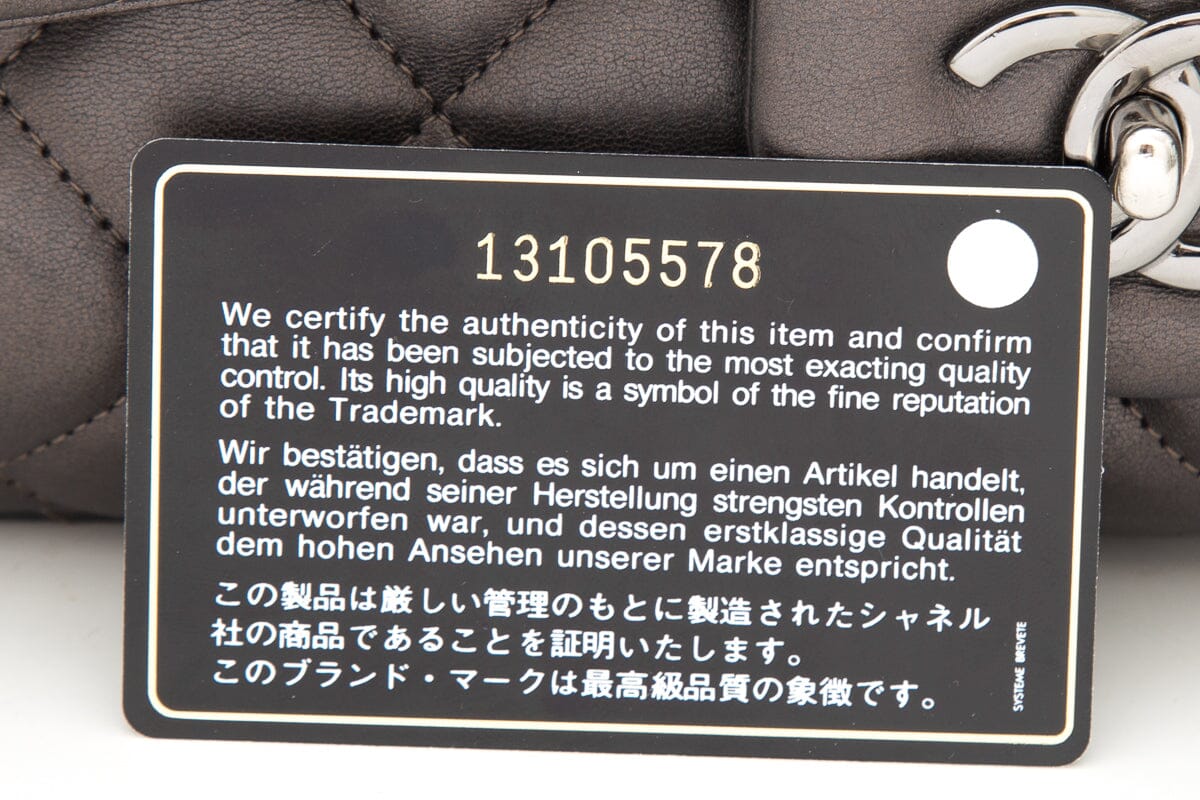 13105578
We certify the authenticity of this item and confirm
that it has been subjected to the most exacting quality
control. Its high quality is a symbol of the fine reputation
of the Trademark.
Wir bestätigen, dass es sich um einen Artikel handelt,
der während seiner Herstellung strengsten Kontrollen
unterworfen war, und dessen erstklassige Qualität
dem hohen Ansehen unserer Marke entspricht.
この製品は厳しい管理のもとに製造されたシャネル
社の商品であることを証明いたします。
このブランド・マークは最高級品質の象徴です。
SYSTEME BREVETE